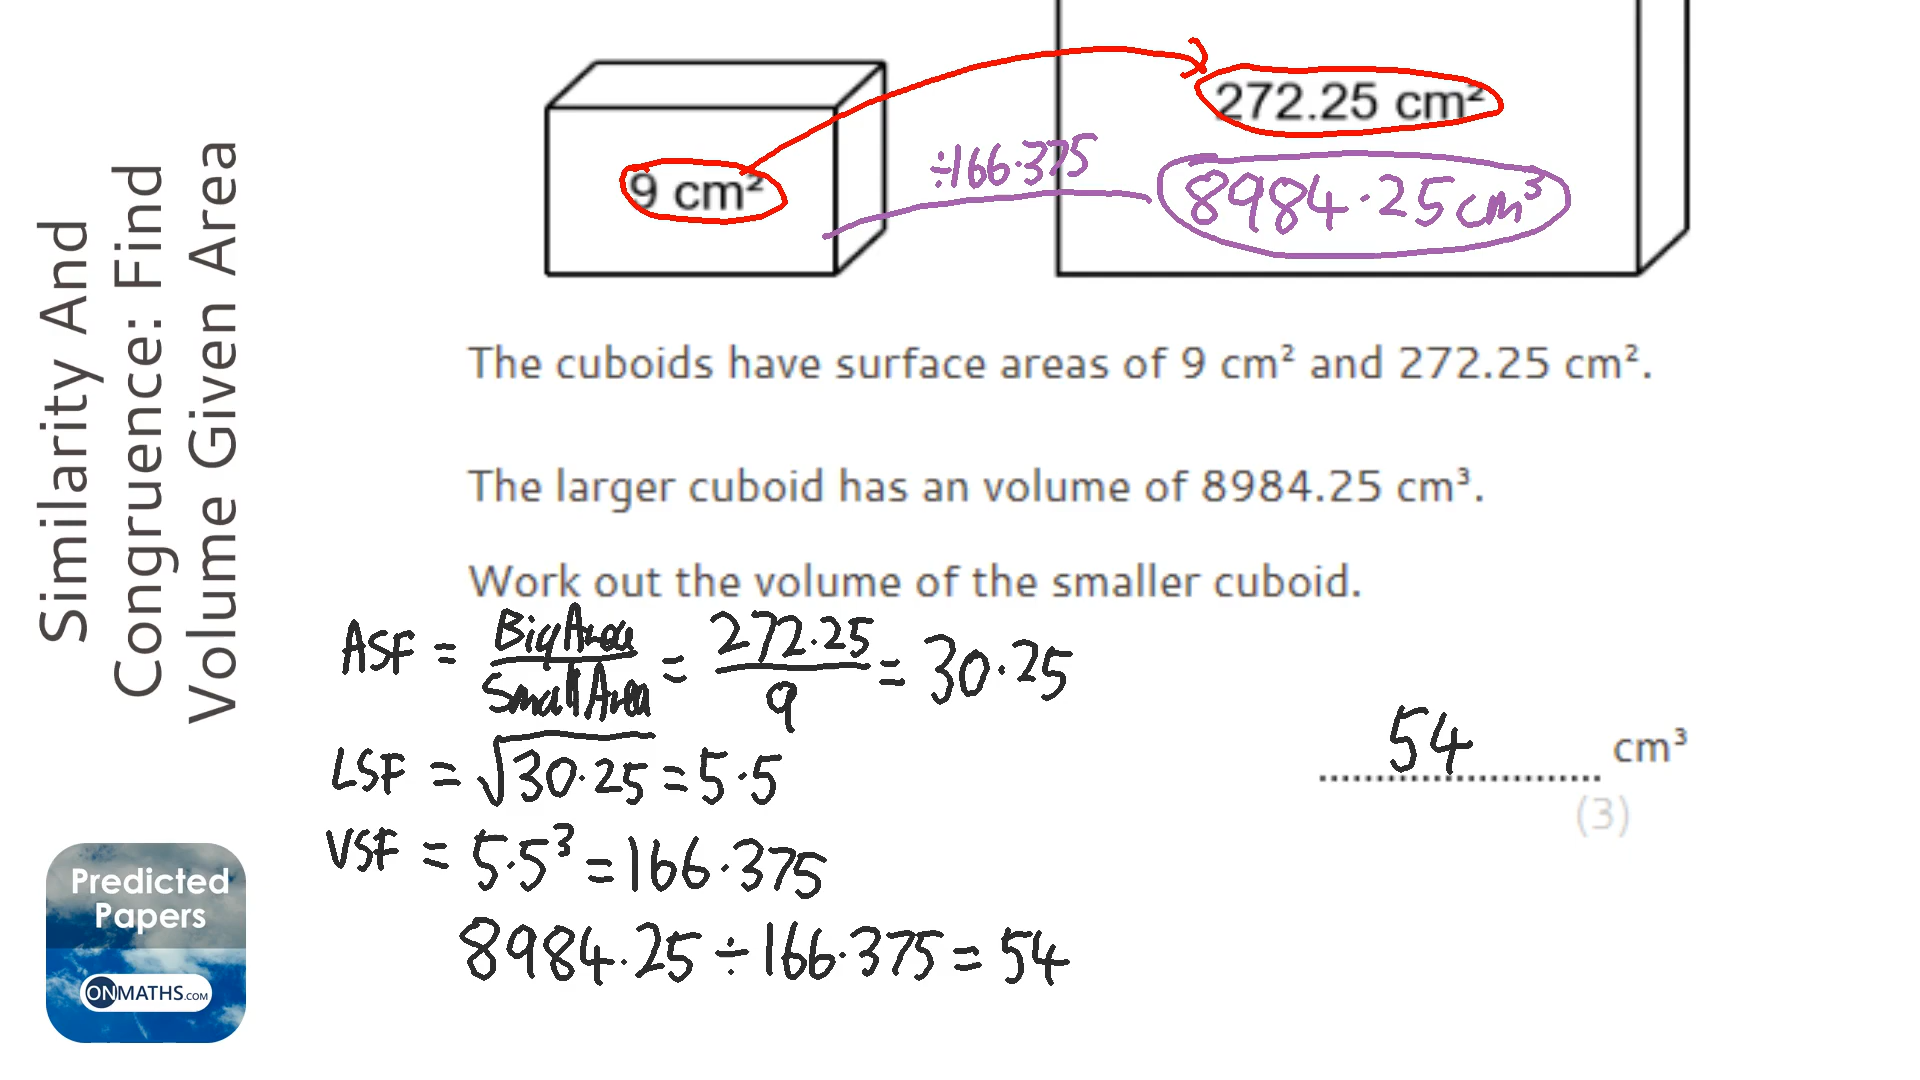 Similarity And
Congruence: Find
Volume Given Area
272.25 cm²
9 cm²
÷166.375
8984.25cm³
The cuboids have surface areas of 9 cm² and 272.25 cm².
The larger cuboid has an volume of 8984.25 cm³.
Work out the volume of the smaller cuboid.
ASF = Big Area / Small Area = 272.25 / 9 = 30.25
LSF = √30.25 = 5.5
VSF = 5.5³ = 166.375
8984.25 ÷ 166.375 = 54
54 cm³
(3)
Predicted
Papers
ONMATHS.COM